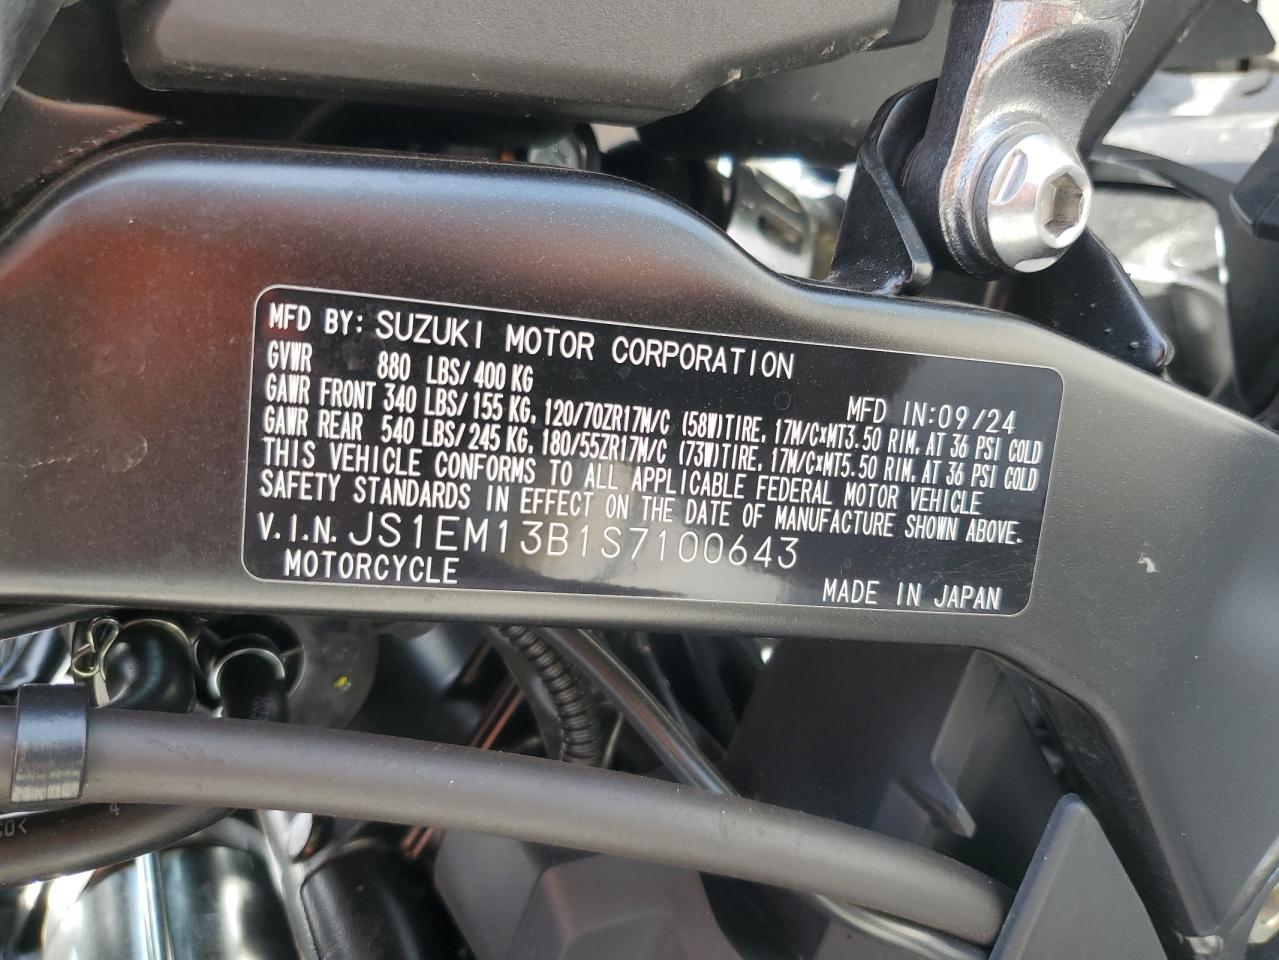 MFD BY: SUZUKI MOTOR CORPORATION
GVWR 880 LBS/400 KG MFD IN:09/24
GAWR FRONT 340 LBS/155 KG, 120/70ZR17M/C (58W)TIRE, 17M/C×MT3.50 RIM, AT 36 PSI COLD
GAWR REAR 540 LBS/245 KG, 180/55ZR17M/C (73W)TIRE, 17M/C×MT5.50 RIM, AT 36 PSI COLD
THIS VEHICLE CONFORMS TO ALL APPLICABLE FEDERAL MOTOR VEHICLE
SAFETY STANDARDS IN EFFECT ON THE DATE OF MANUFACTURE SHOWN ABOVE.
V.I.N. JS1EM13B1S7100643
MOTORCYCLE MADE IN JAPAN
4